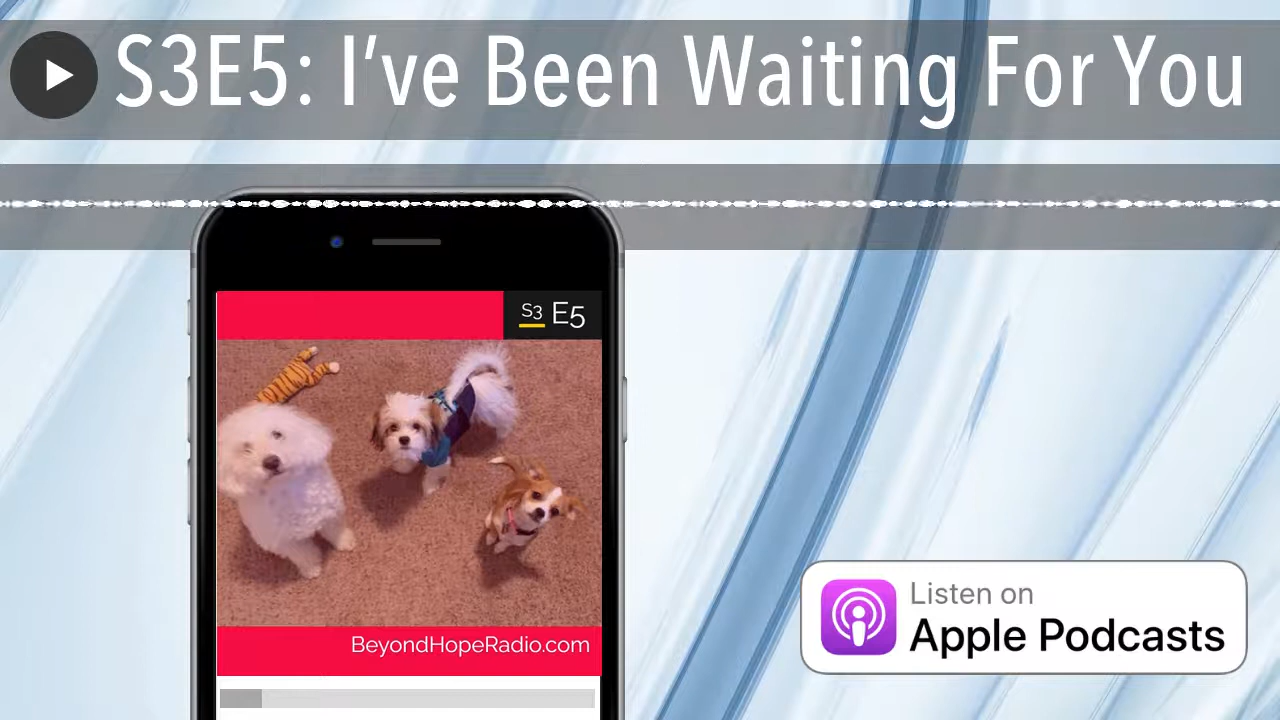 S3E5: I’ve Been Waiting For You
S3 E5
BeyondHopeRadio.com
Listen on
Apple Podcasts